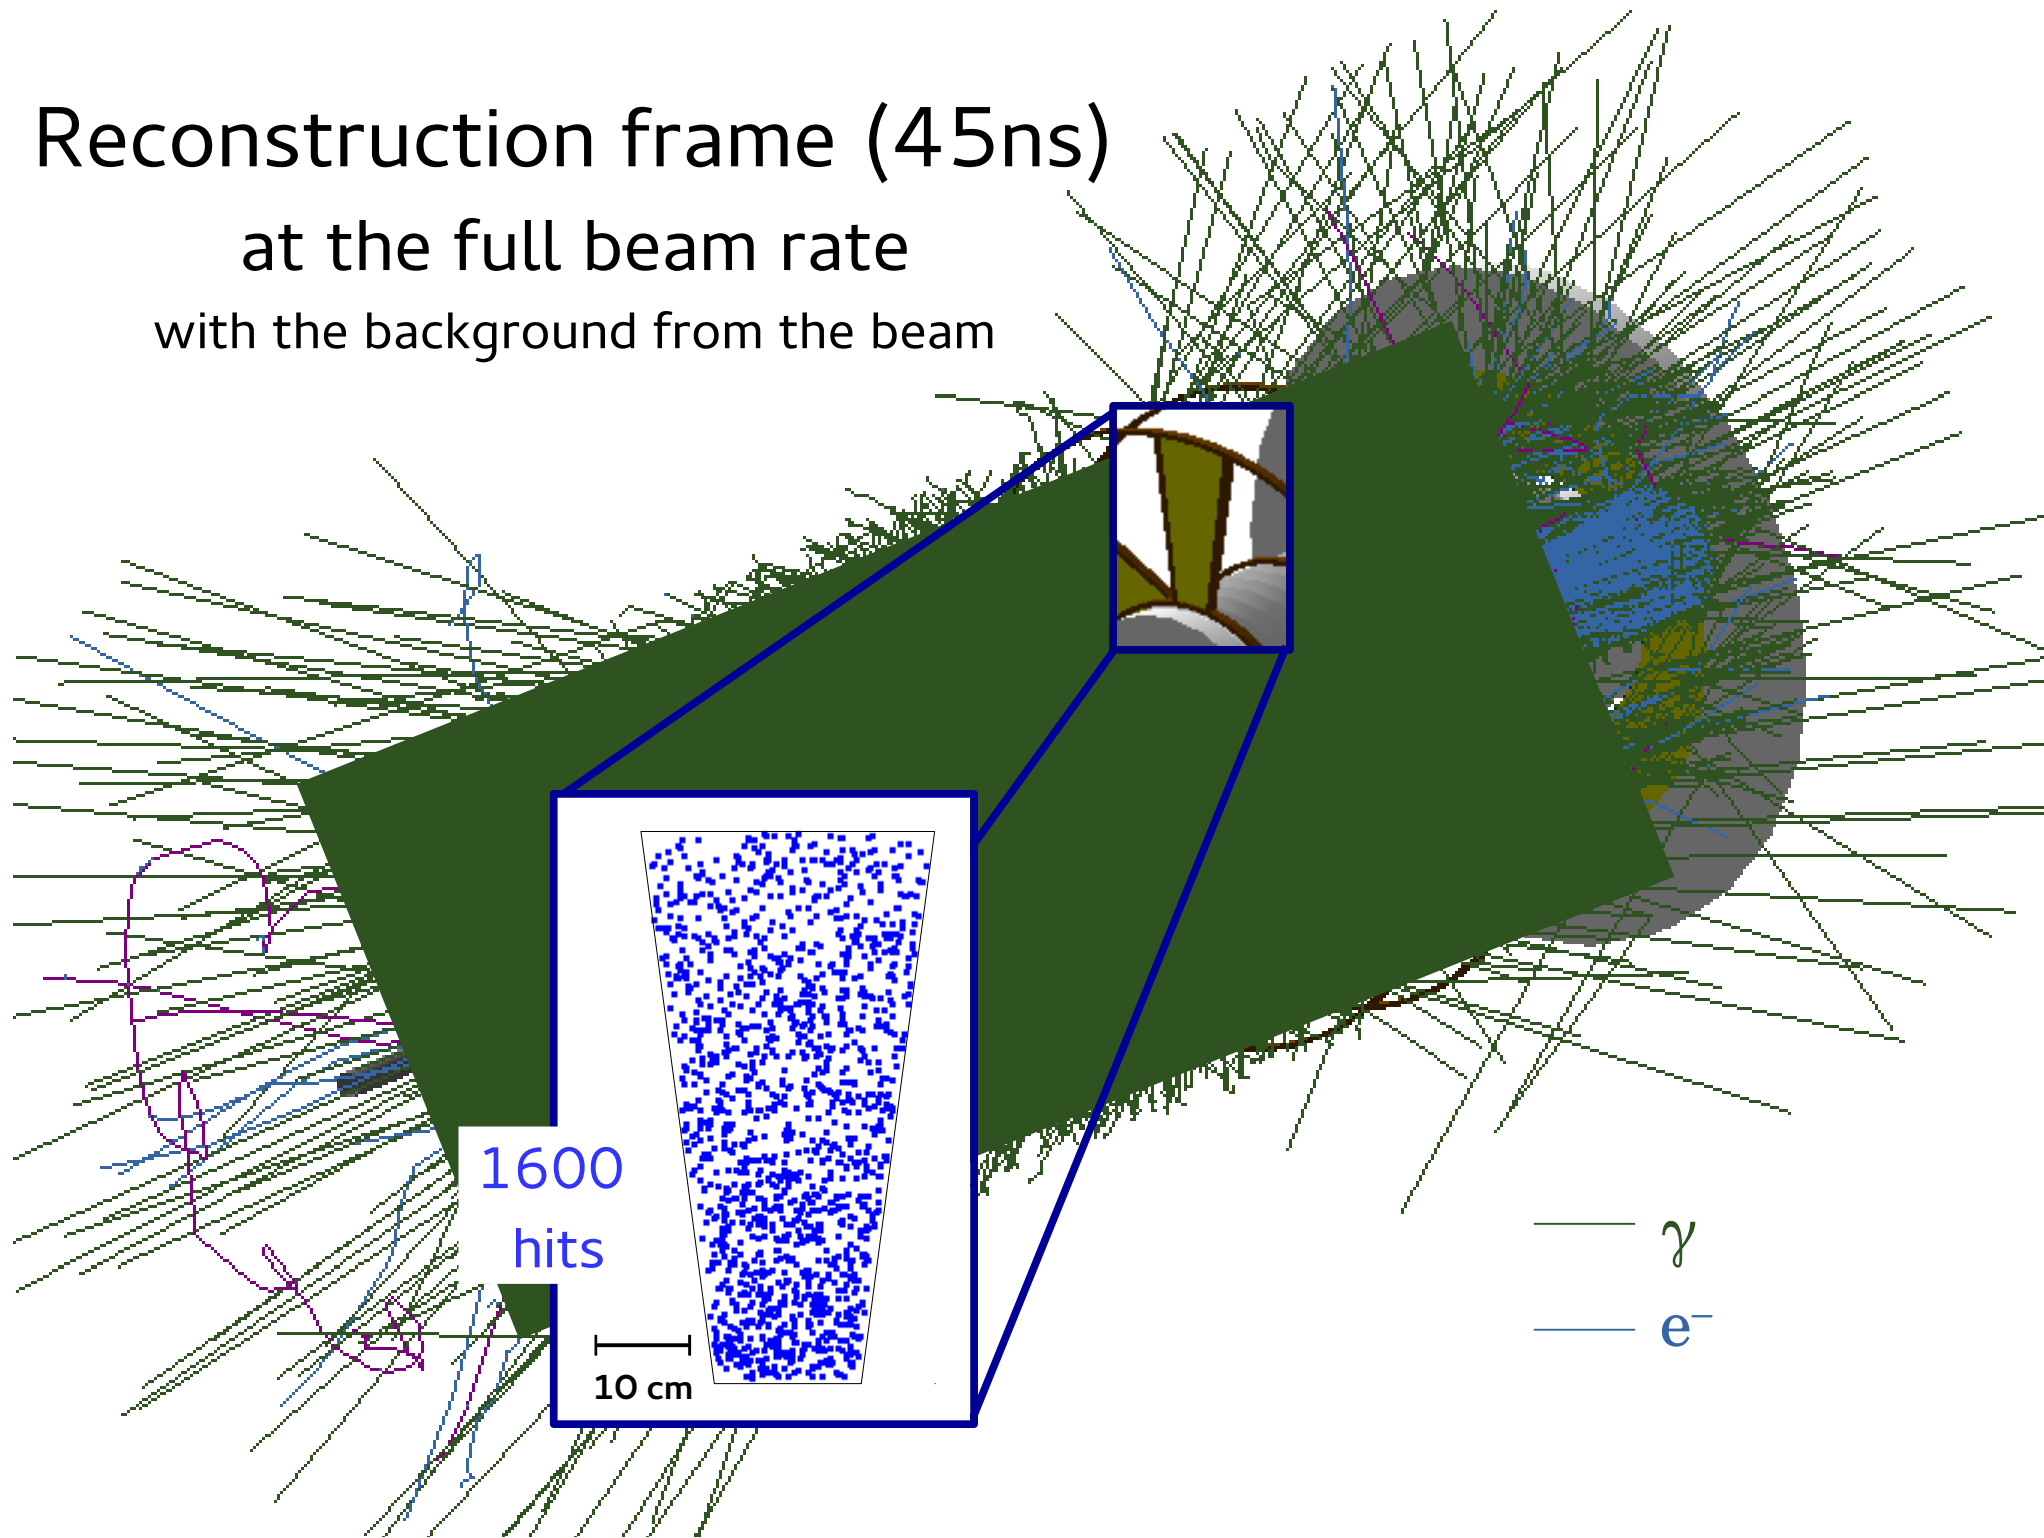 Reconstruction frame (45ns)
at the full beam rate
with the background from the beam
1600
hits
10 cm
γ
e⁻